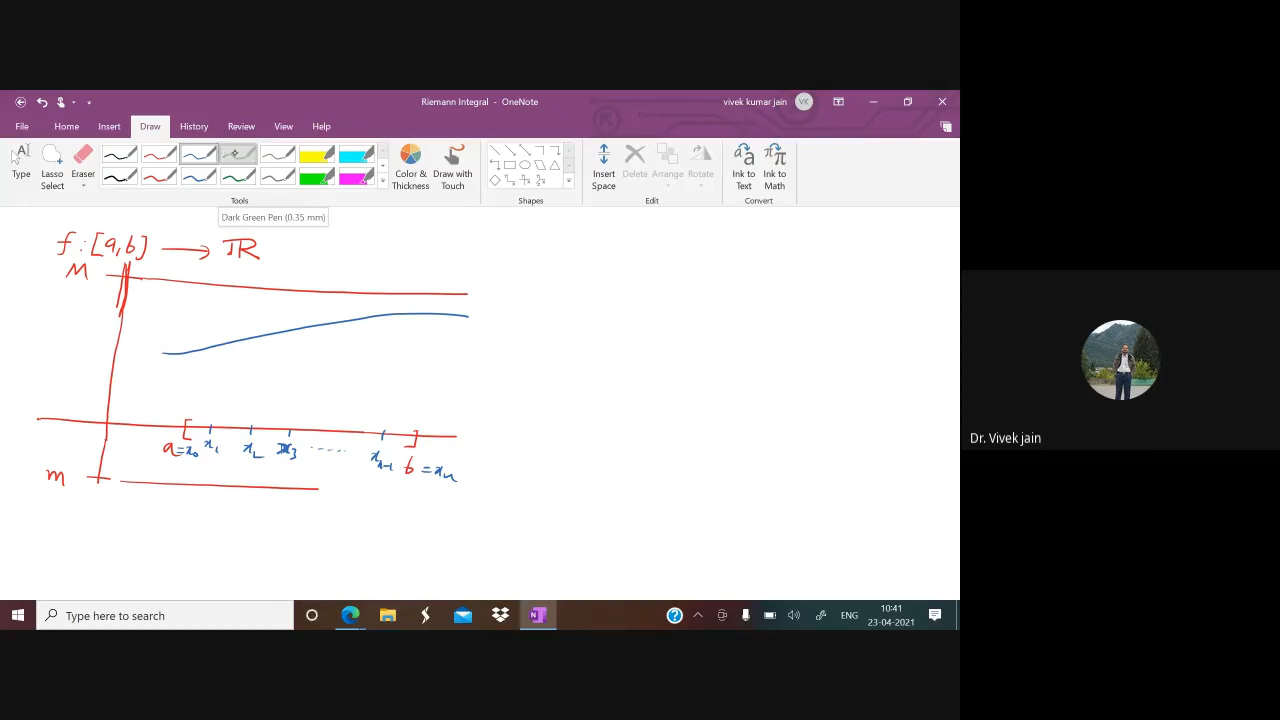 Riemann Integral - OneNote
vivek kumar jain VK
File Home Insert Draw History Review View Help
Type
Lasso Select
Eraser
Color & Thickness
Draw with Touch
Insert Space
Delete
Arrange
Rotate
Ink to Text
Ink to Math
Tools
Shapes
Edit
Convert
Dark Green Pen (0.35 mm)
f : [a,b] → ℝ
M
a = x₀ x₁ x₂ x₃ ...... xₙ₋₁ b = xₙ
m
Dr. Vivek jain
Type here to search
ENG
10:41
23-04-2021